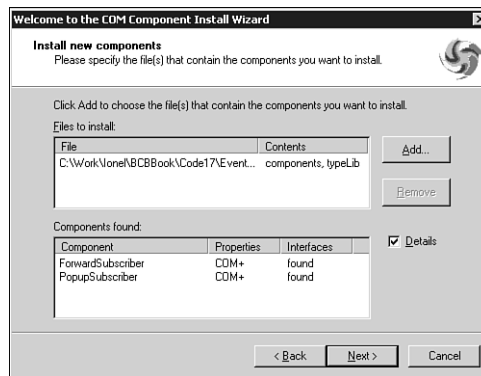 Welcome to the COM Component Install Wizard
Install new components
Please specify the file(s) that contain the components you want to install.
Click Add to choose the file(s) that contain the components you want to install.
Files to install:
File Contents
C:\Work\Ionel\BCBBook\Code17\Event... components, typeLib
Add...
Remove
Components found:
Component Properties Interfaces
ForwardSubscriber COM+ found
PopupSubscriber COM+ found
Details
< Back Next > Cancel